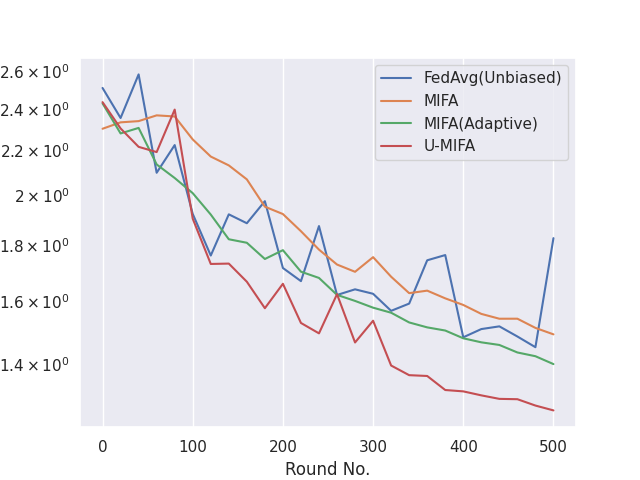 2.6 × 10⁰
2.4 × 10⁰
2.2 × 10⁰
2 × 10⁰
1.8 × 10⁰
1.6 × 10⁰
1.4 × 10⁰
FedAvg(Unbiased)
MIFA
MIFA(Adaptive)
U-MIFA
0 100 200 300 400 500
Round No.